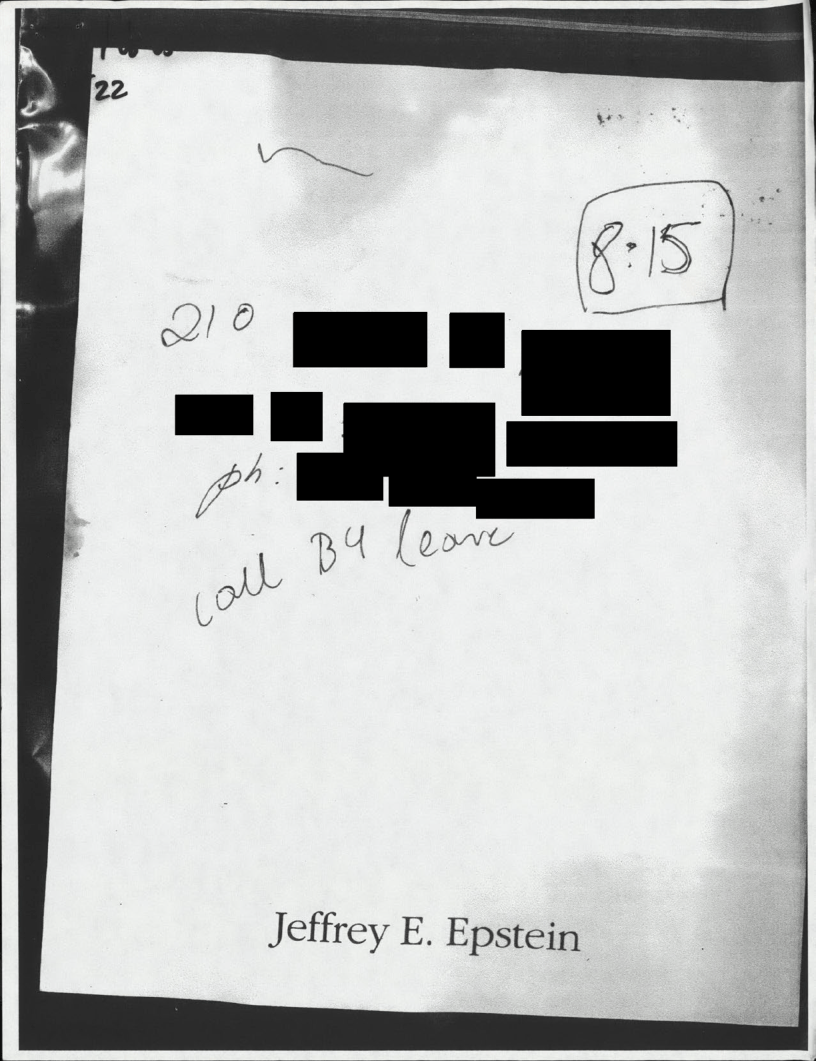 22
8:15
210
ph:
call B4 leave
Jeffrey E. Epstein